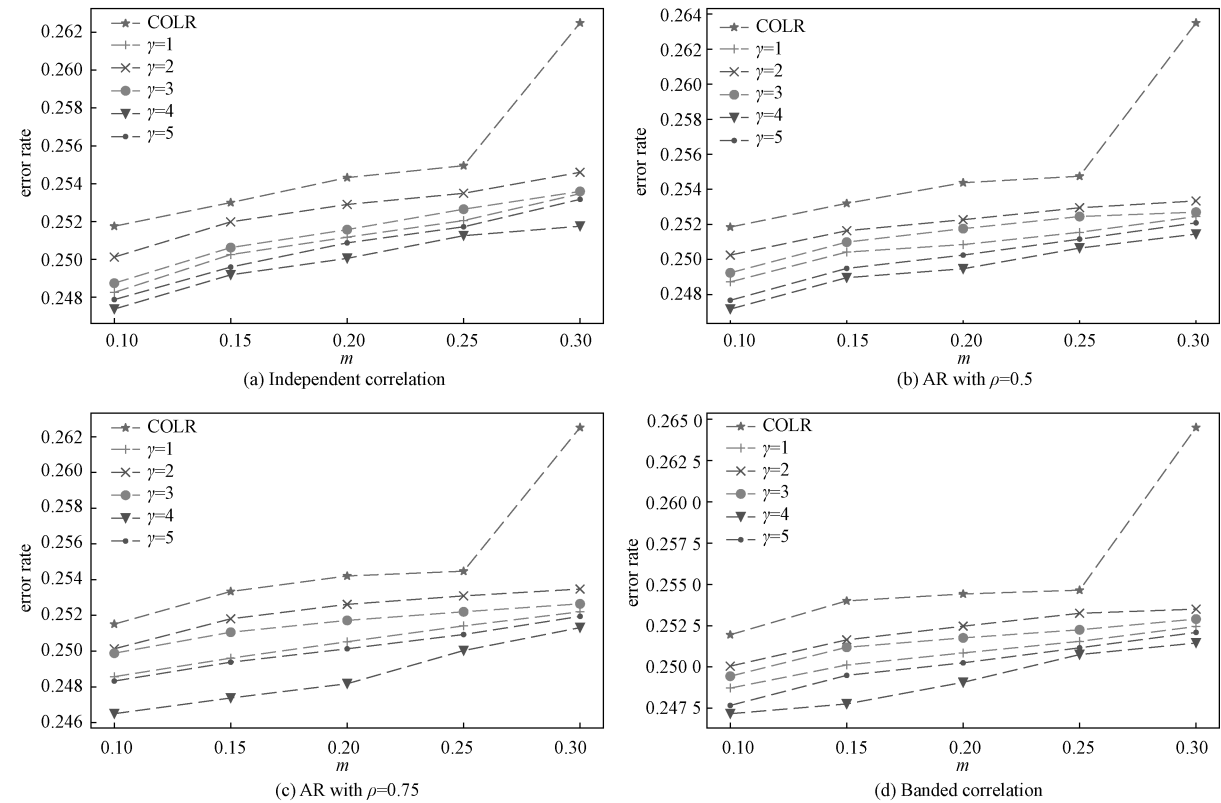 0.262
0.260
0.258
0.256
0.254
0.252
0.250
0.248
error rate
COLR
γ=1
γ=2
γ=3
γ=4
γ=5
0.10 0.15 0.20 0.25 0.30
m
(a) Independent correlation
0.264
0.262
0.260
0.258
0.256
0.254
0.252
0.250
0.248
error rate
COLR
γ=1
γ=2
γ=3
γ=4
γ=5
0.10 0.15 0.20 0.25 0.30
m
(b) AR with ρ=0.5
0.262
0.260
0.258
0.256
0.254
0.252
0.250
0.248
0.246
error rate
COLR
γ=1
γ=2
γ=3
γ=4
γ=5
0.10 0.15 0.20 0.25 0.30
m
(c) AR with ρ=0.75
0.265 0
0.262 5
0.260 0
0.257 5
0.255 0
0.252 5
0.250 0
0.247 5
error rate
COLR
γ=1
γ=2
γ=3
γ=4
γ=5
0.10 0.15 0.20 0.25 0.30
m
(d) Banded correlation